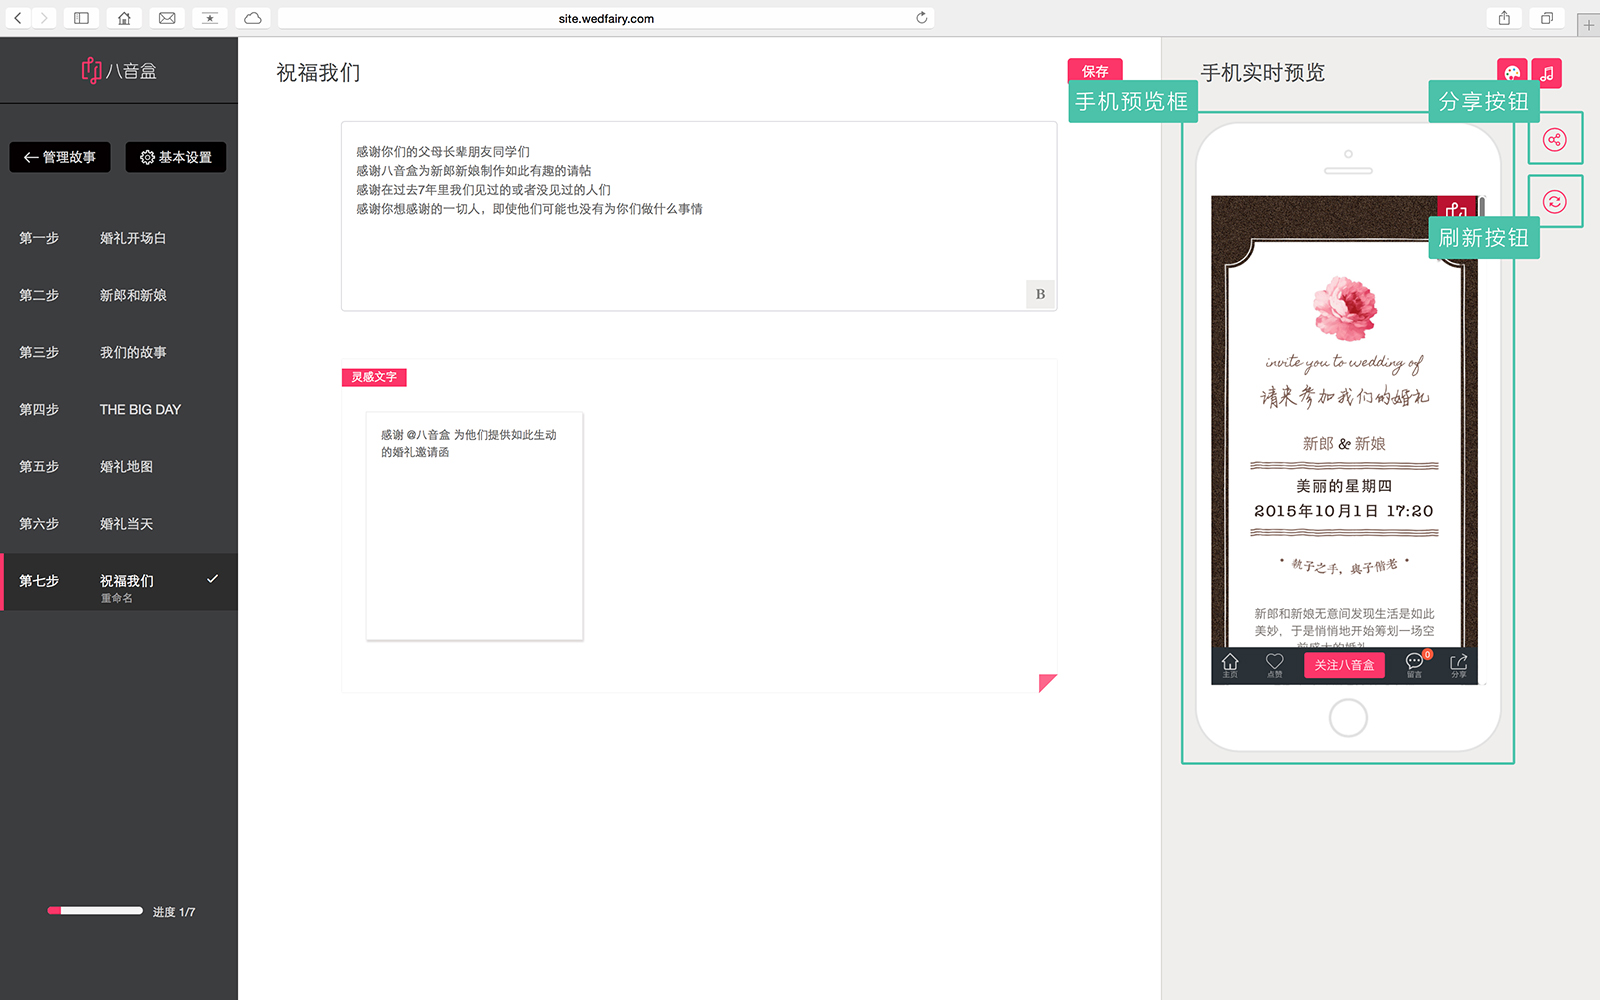 site.wedfairy.com
八音盒
管理故事
基本设置
第一步 婚礼开场白
第二步 新郎和新娘
第三步 我们的故事
第四步 THE BIG DAY
第五步 婚礼地图
第六步 婚礼当天
第七步 祝福我们
重命名
进度 1/7
祝福我们
保存
感谢你们的父母长辈朋友同学们
感谢八音盒为新郎新娘制作如此有趣的请帖
感谢在过去7年里我们见过的或者没见过的人们
感谢你想感谢的一切人，即使他们可能也没有为你们做什么事情
B
灵感文字
感谢 @八音盒 为他们提供如此生动
的婚礼邀请函
手机实时预览
手机预览框
分享按钮
刷新按钮
invite you to wedding of
请来参加我们的婚礼
新郎 & 新娘
美丽的星期四
2015年10月1日 17:20
执子之手，与子偕老
新郎和新娘无意间发现生活是如此
美妙，于是悄悄地开始筹划一场空
前盛大的婚礼
主页
点赞
关注八音盒
0
留言
分享